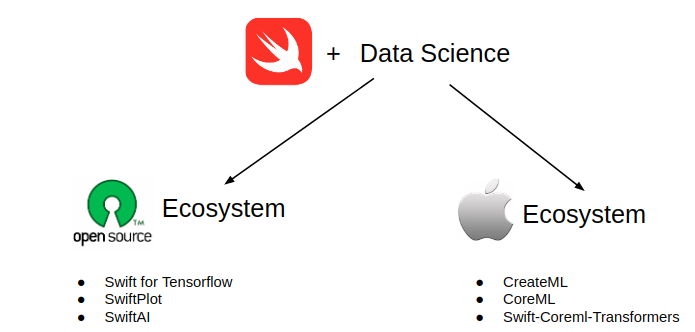 + Data Science
Ecosystem
open source TM
● Swift for Tensorflow
● SwiftPlot
● SwiftAI
Ecosystem
● CreateML
● CoreML
● Swift-Coreml-Transformers